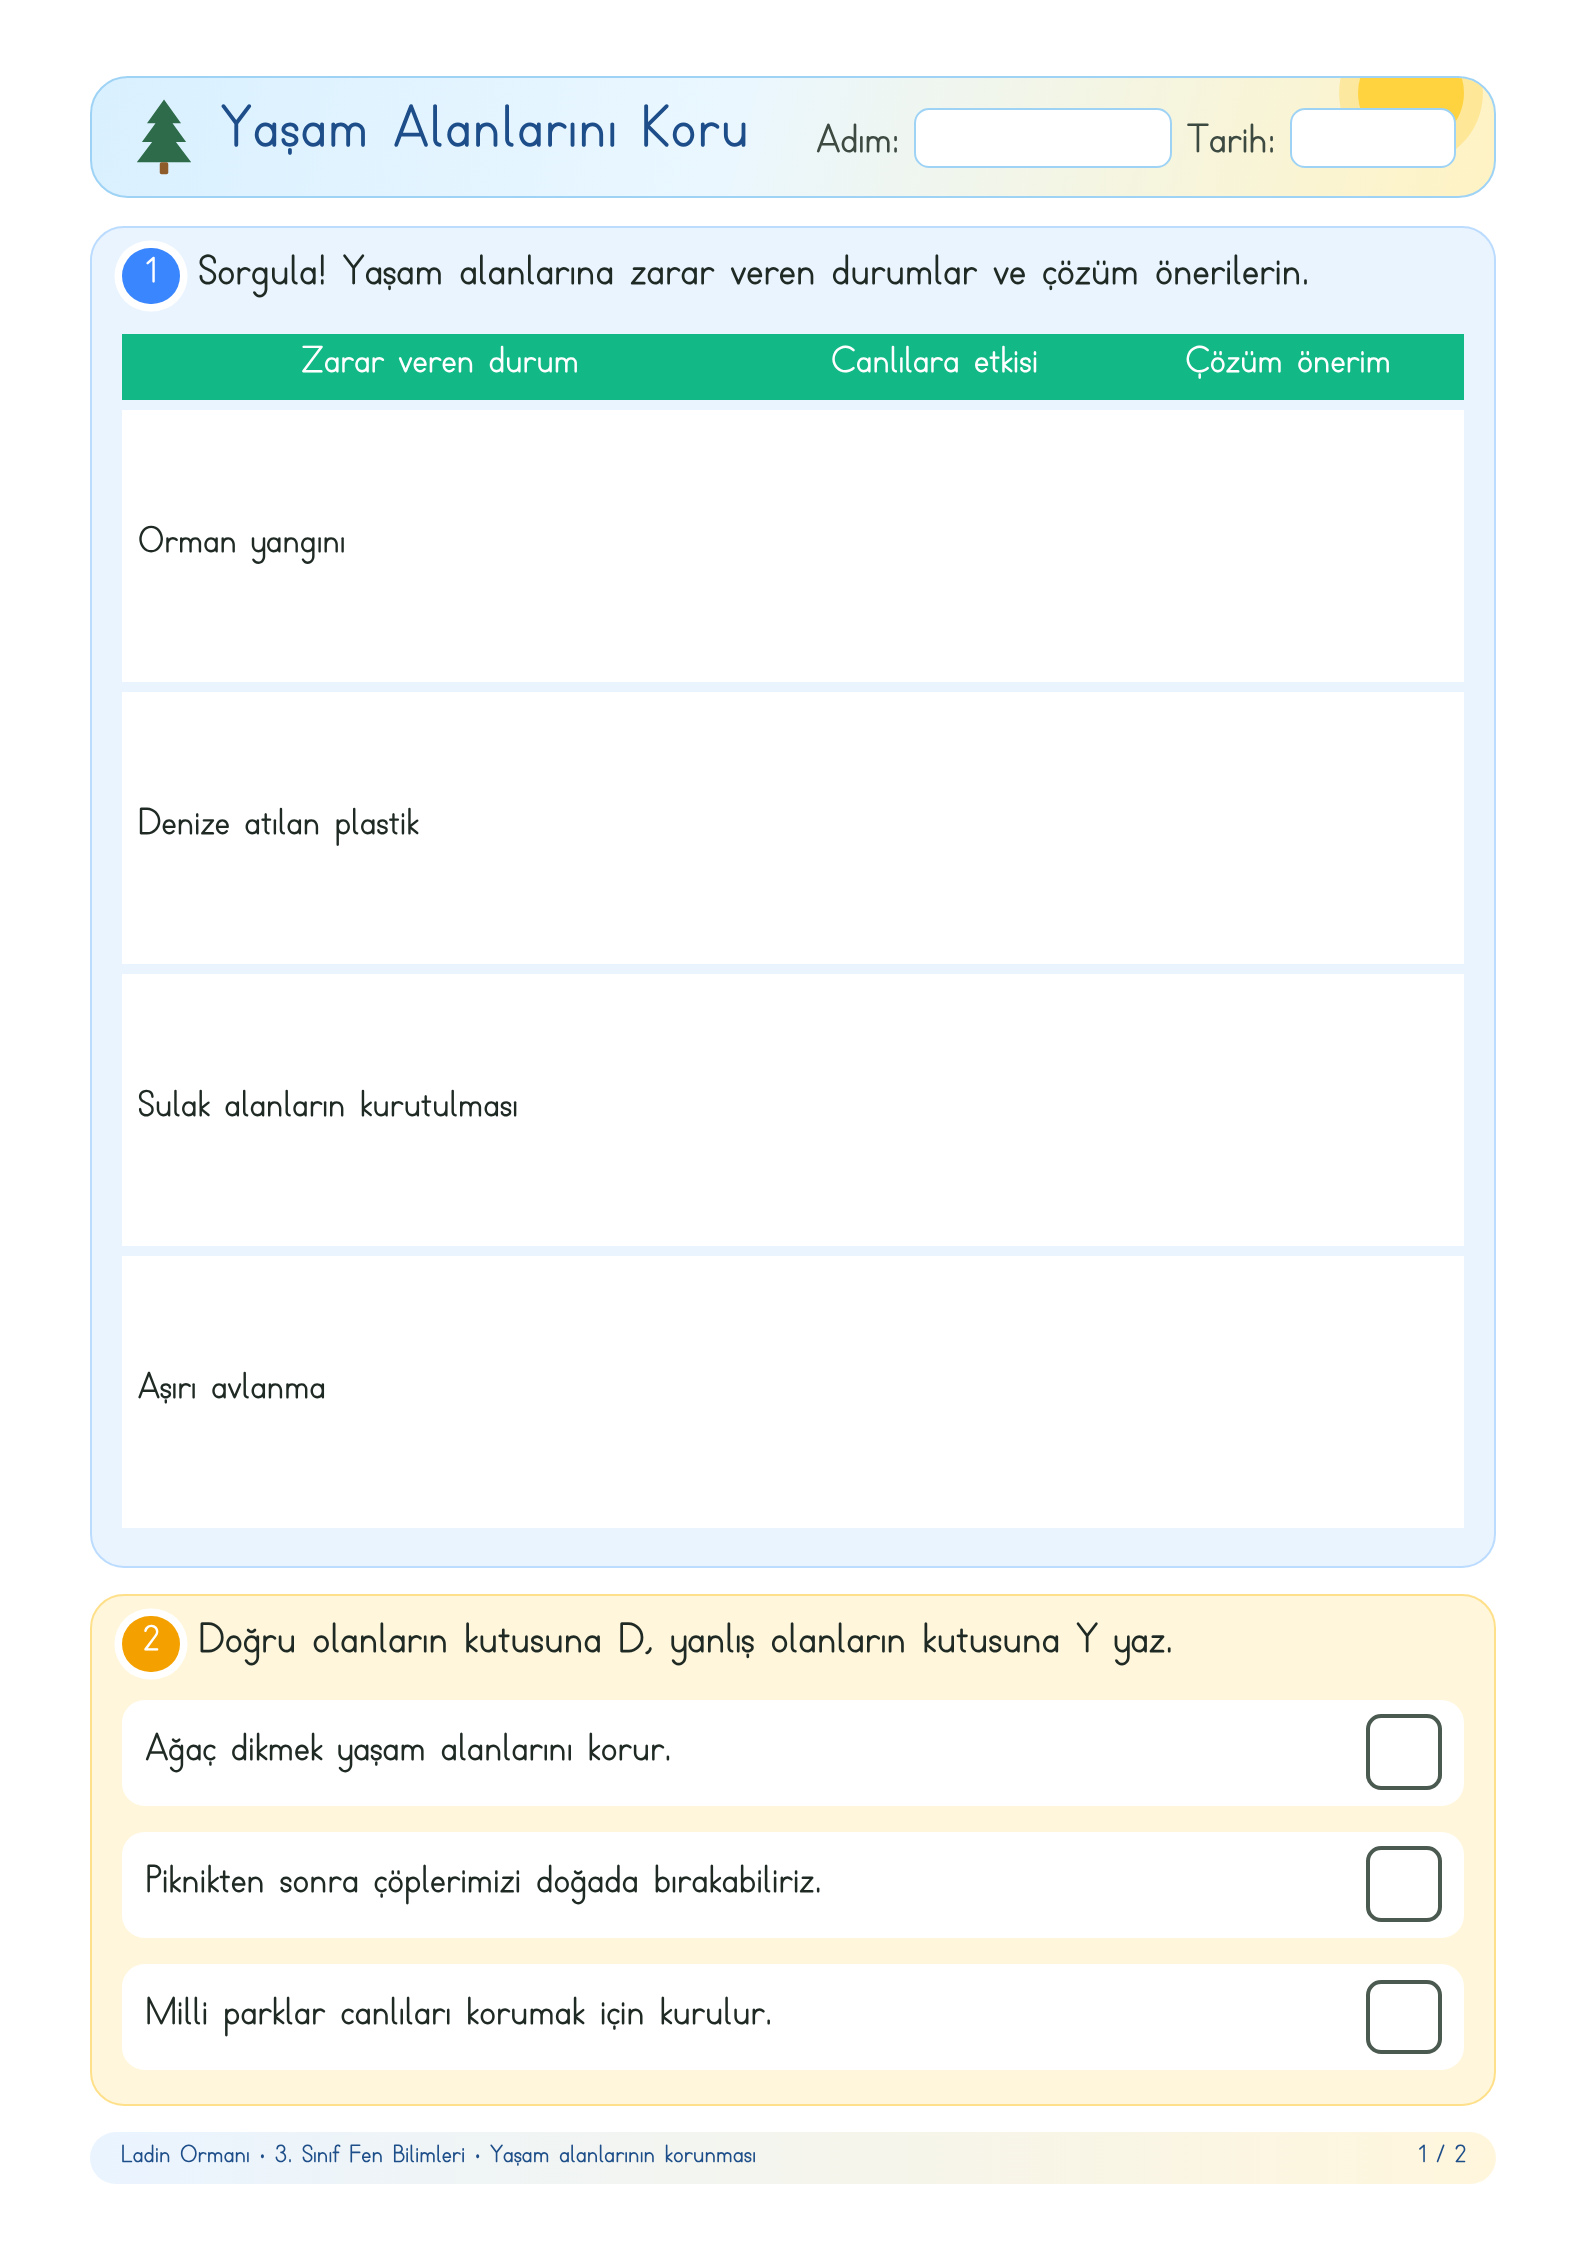 Yaşam Alanlarını Koru
Adım:
Tarih:
1 Sorgula! Yaşam alanlarına zarar veren durumlar ve çözüm önerilerin.
Zarar veren durum Canlılara etkisi Çözüm önerim
Orman yangını
Denize atılan plastik
Sulak alanların kurutulması
Aşırı avlanma
2 Doğru olanların kutusuna D, yanlış olanların kutusuna Y yaz.
Ağaç dikmek yaşam alanlarını korur.
Piknikten sonra çöplerimizi doğada bırakabiliriz.
Milli parklar canlıları korumak için kurulur.
Ladin Ormanı • 3. Sınıf Fen Bilimleri • Yaşam alanlarının korunması 1 / 2